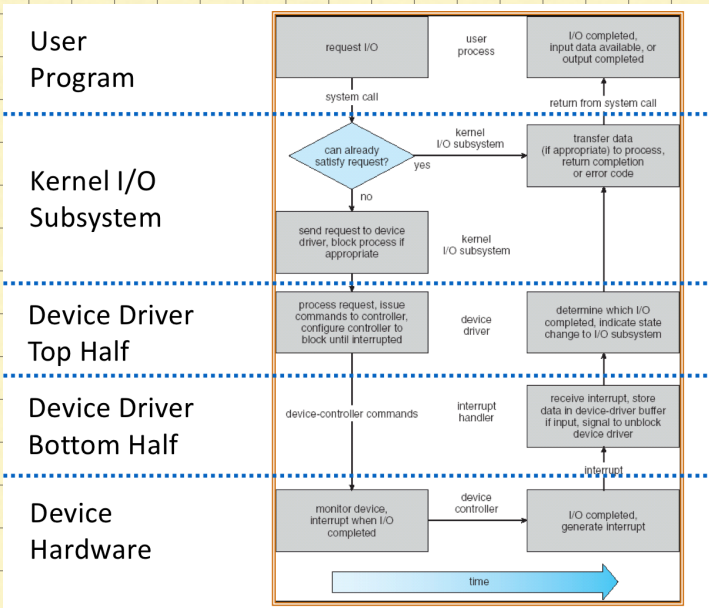 User
Program
request I/O
user
process
I/O completed,
input data available, or
output completed
system call
return from system call
Kernel I/O
Subsystem
can already
satisfy request?
yes
no
kernel
I/O subsystem
transfer data
(if appropriate) to process,
return completion
or error code
send request to device
driver, block process if
appropriate
kernel
I/O subsystem
Device Driver
Top Half
process request, issue
commands to controller,
configure controller to
block until interrupted
device
driver
determine which I/O
completed, indicate state
change to I/O subsystem
Device Driver
Bottom Half
device-controller commands
interrupt
handler
receive interrupt, store
data in device-driver buffer
if input, signal to unblock
device driver
interrupt
Device
Hardware
monitor device,
interrupt when I/O
completed
device
controller
I/O completed,
generate interrupt
time